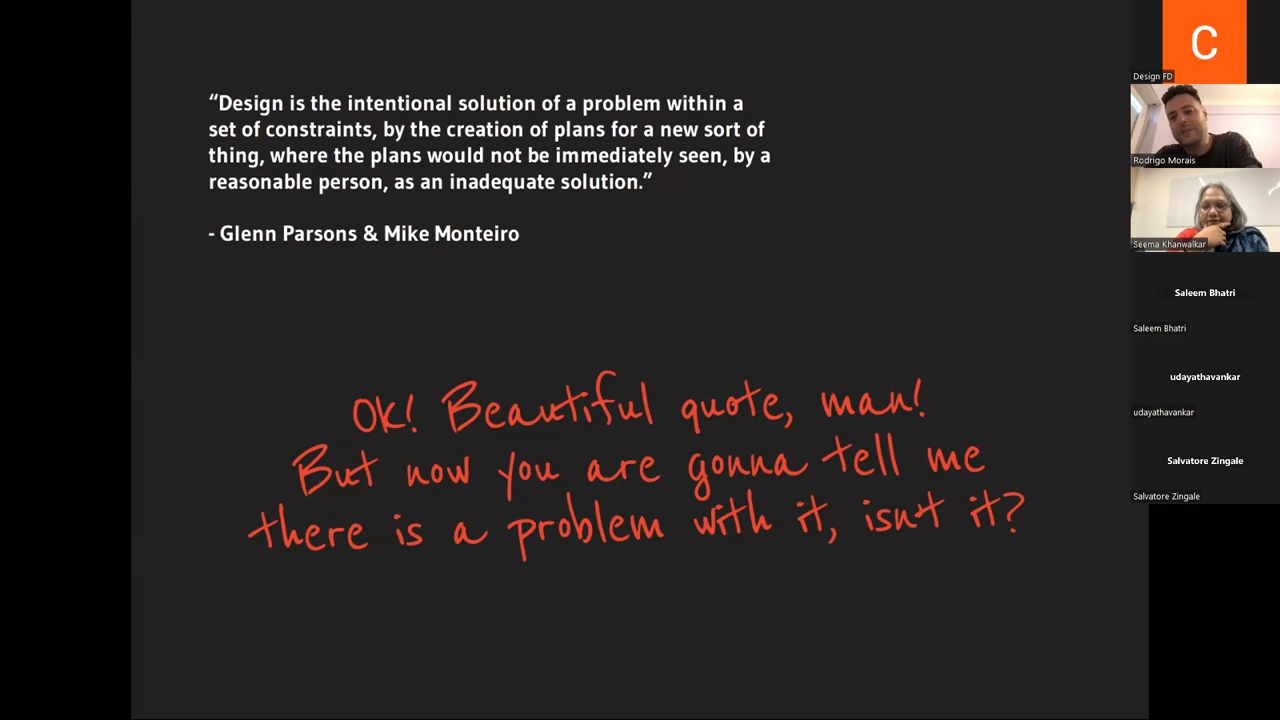 “Design is the intentional solution of a problem within a
set of constraints, by the creation of plans for a new sort of
thing, where the plans would not be immediately seen, by a
reasonable person, as an inadequate solution.”
- Glenn Parsons & Mike Monteiro
OK! Beautiful quote, man!
But now you are gonna tell me
there is a problem with it, isnt it?
C
Design FD
Rodrigo Morais
Seema Khanwalkar
Saleem Bhatri
Saleem Bhatri
udayathavankar
udayathavankar
Salvatore Zingale
Salvatore Zingale